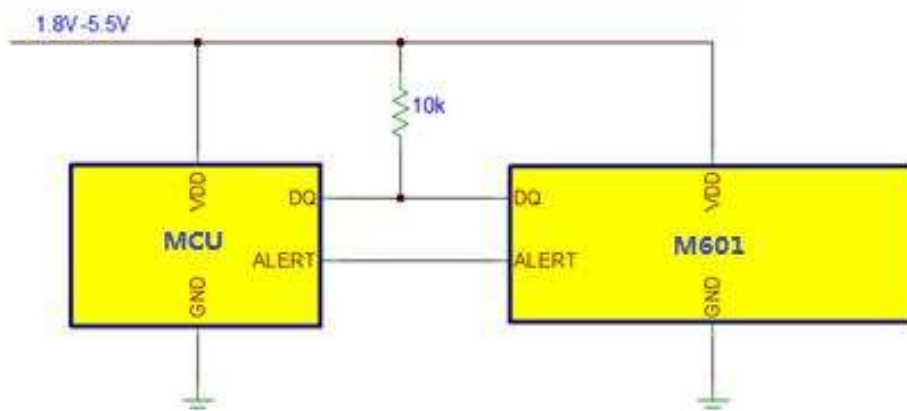 1.8V-5.5V
10k
VDD
DQ
MCU
ALERT
GND
VDD
DQ
M601
ALERT
GND